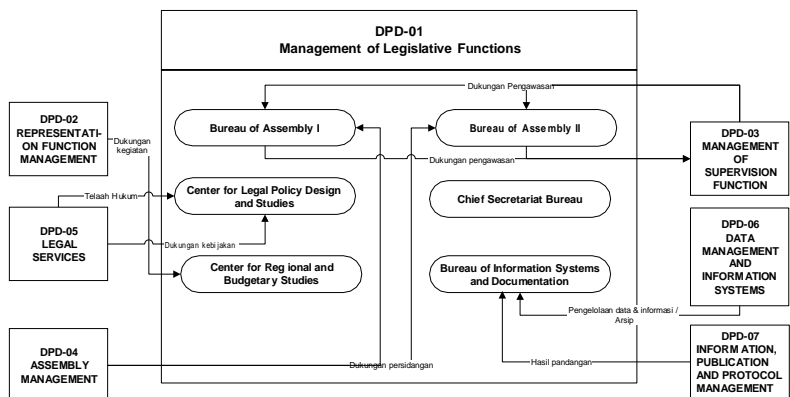 DPD-01
Management of Legislative Functions
Dukungan Pengawasan
DPD-02
REPRESENTATI-
ON FUNCTION
MANAGEMENT
Dukungan
kegiatan
Bureau of Assembly I
Bureau of Assembly II
DPD-03
MANAGEMENT
OF
SUPERVISION
FUNCTION
Dukungan pengawasan
Telaah Hukum
Center for Legal Policy Design
and Studies
Chief Secretariat Bureau
DPD-05
LEGAL
SERVICES
Dukungan kebijakan
DPD-06
DATA
MANAGEMENT
AND
INFORMATION
SYSTEMS
Center for Regional and
Budgetary Studies
Bureau of Information Systems
and Documentation
Pengelolaan data & informasi /
Arsip
DPD-04
ASSEMBLY
MANAGEMENT
Dukungan persidangan
Hasil pandangan
DPD-07
INFORMATION,
PUBLICATION
AND PROTOCOL
MANAGEMENT